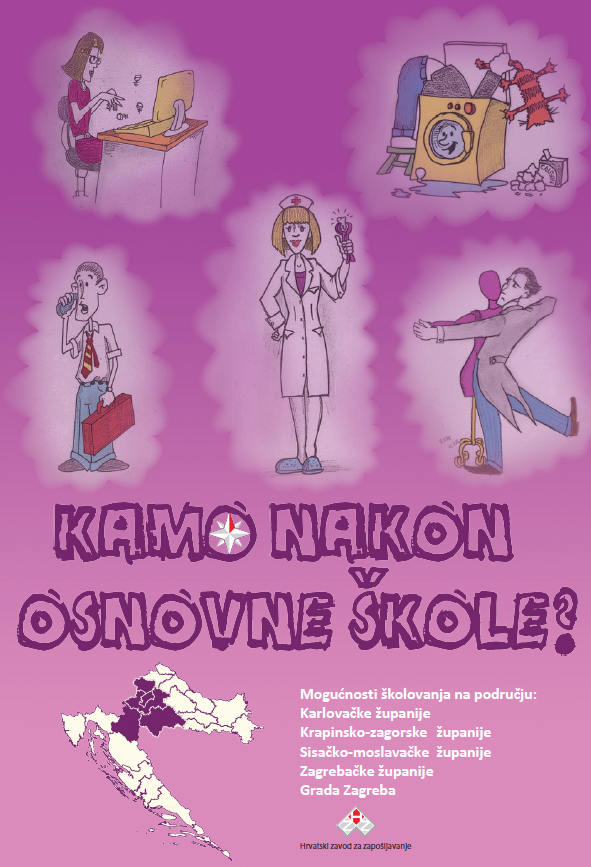 KAMO NAKON
OSNOVNE ŠKOLE?
Mogućnosti školovanja na području:
Karlovačke županije
Krapinsko-zagorske županije
Sisačko-moslavačke županije
Zagrebačke županije
Grada Zagreba
Hrvatski zavod za zapošljavanje